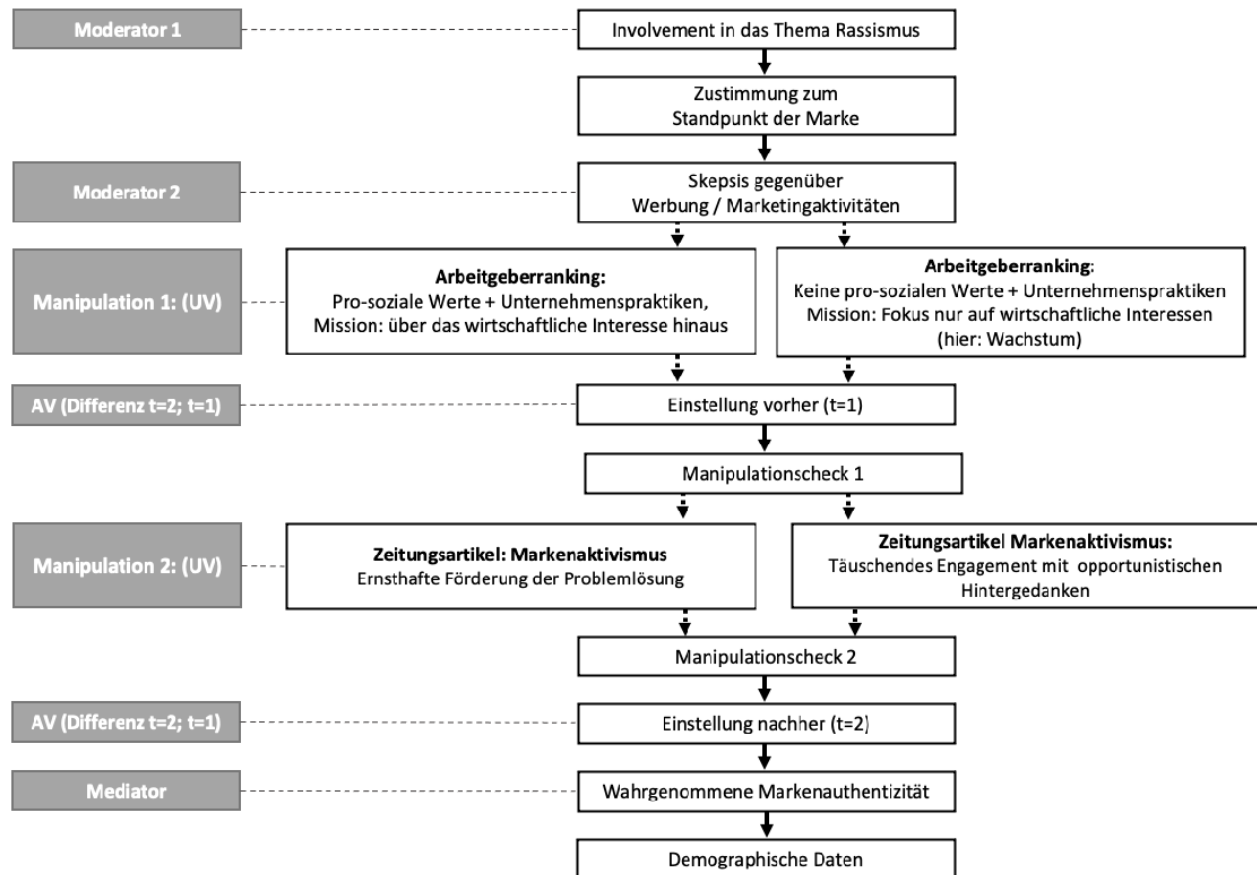 Moderator 1
Involvement in das Thema Rassismus
Zustimmung zum
Standpunkt der Marke
Moderator 2
Skepsis gegenüber
Werbung / Marketingaktivitäten
Manipulation 1: (UV)
Arbeitgeberranking:
Pro-soziale Werte + Unternehmenspraktiken,
Mission: über das wirtschaftliche Interesse hinaus
Arbeitgeberranking:
Keine pro-sozialen Werte + Unternehmenspraktiken
Mission: Fokus nur auf wirtschaftliche Interessen
(hier: Wachstum)
AV (Differenz t=2; t=1)
Einstellung vorher (t=1)
Manipulationscheck 1
Manipulation 2: (UV)
Zeitungsartikel: Markenaktivismus
Ernsthafte Förderung der Problemlösung
Zeitungsartikel Markenaktivismus:
Täuschendes Engagement mit opportunistischen
Hintergedanken
Manipulationscheck 2
AV (Differenz t=2; t=1)
Einstellung nachher (t=2)
Mediator
Wahrgenommene Markenauthentizität
Demographische Daten